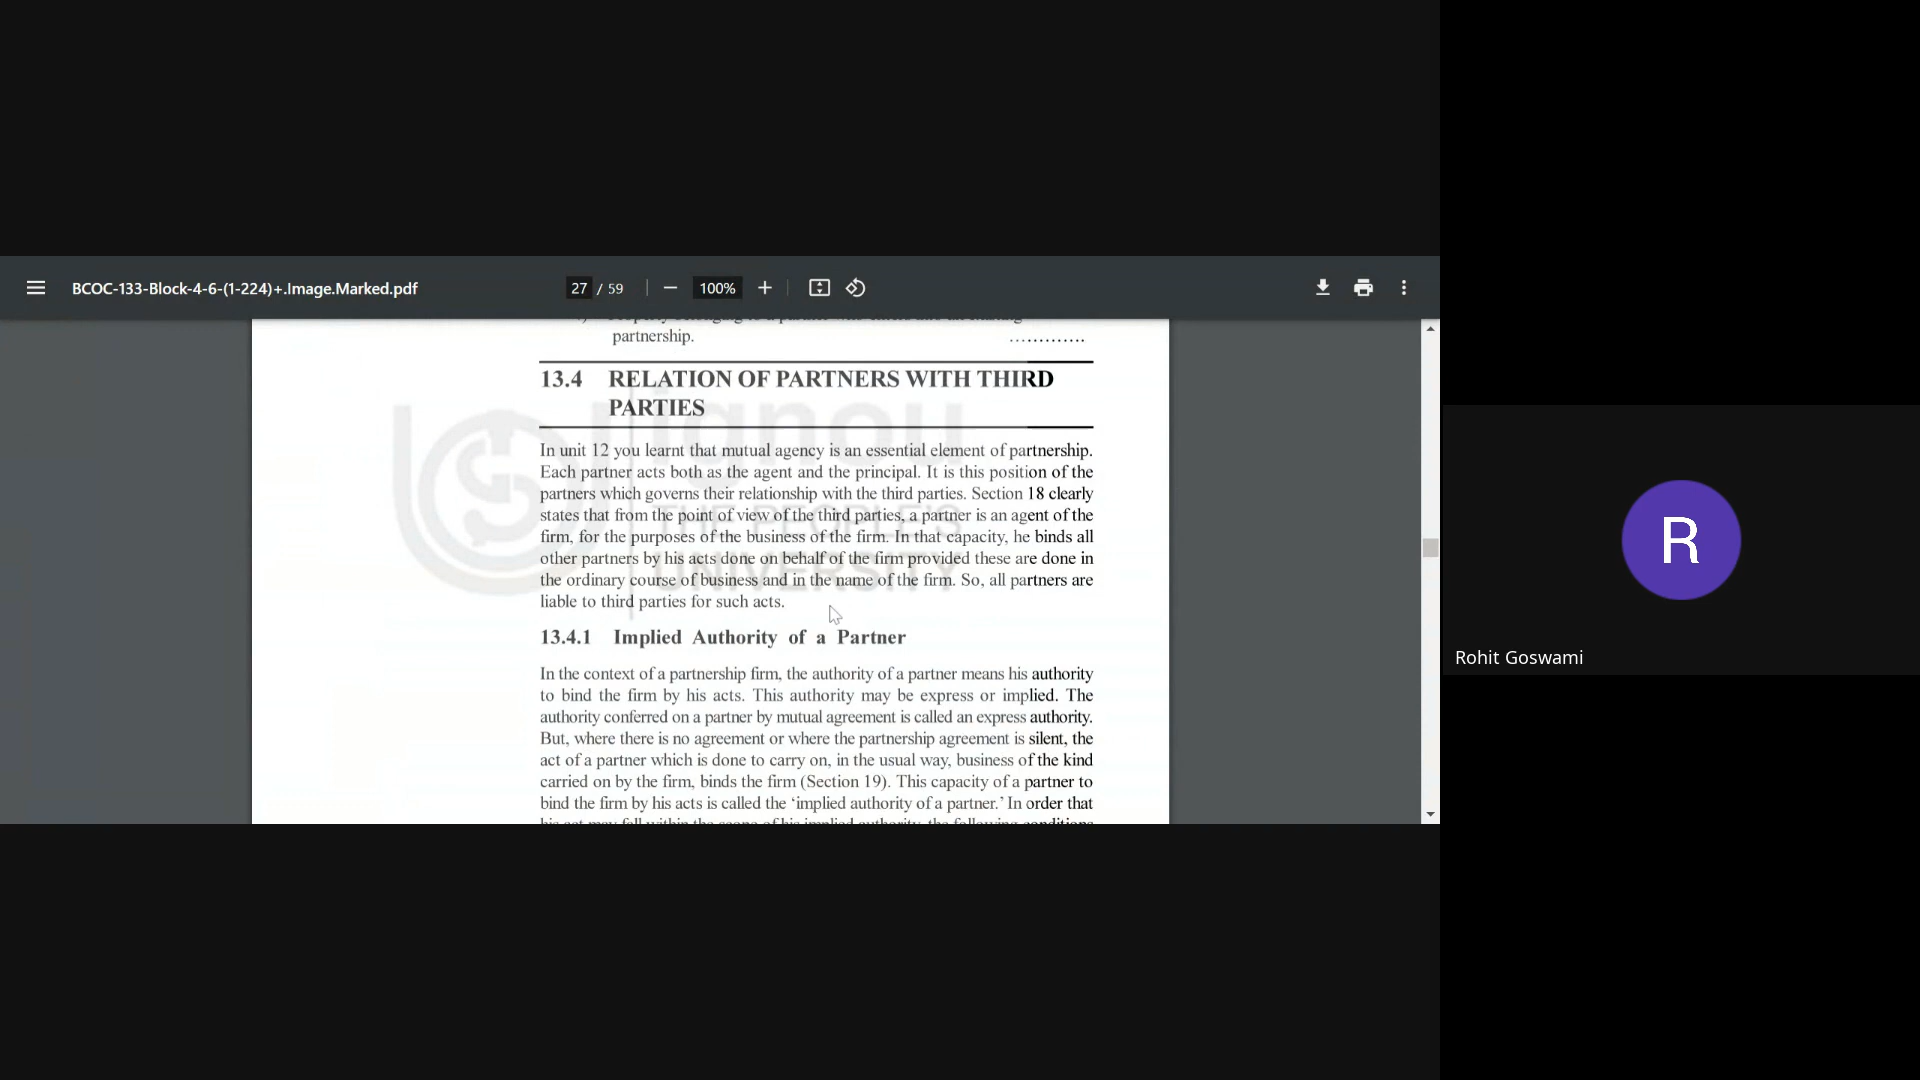 BCOC-133-Block-4-6-(1-224)+.Image.Marked.pdf
27 / 59
100%
partnership. .............
13.4 RELATION OF PARTNERS WITH THIRD
PARTIES
In unit 12 you learnt that mutual agency is an essential element of partnership.
Each partner acts both as the agent and the principal. It is this position of the
partners which governs their relationship with the third parties. Section 18 clearly
states that from the point of view of the third parties, a partner is an agent of the
firm, for the purposes of the business of the firm. In that capacity, he binds all
other partners by his acts done on behalf of the firm provided these are done in
the ordinary course of business and in the name of the firm. So, all partners are
liable to third parties for such acts.
13.4.1 Implied Authority of a Partner
In the context of a partnership firm, the authority of a partner means his authority
to bind the firm by his acts. This authority may be express or implied. The
authority conferred on a partner by mutual agreement is called an express authority.
But, where there is no agreement or where the partnership agreement is silent, the
act of a partner which is done to carry on, in the usual way, business of the kind
carried on by the firm, binds the firm (Section 19). This capacity of a partner to
bind the firm by his acts is called the ‘implied authority of a partner.’ In order that
ignou
THE PEOPLE'S
UNIVERSITY
R
Rohit Goswami